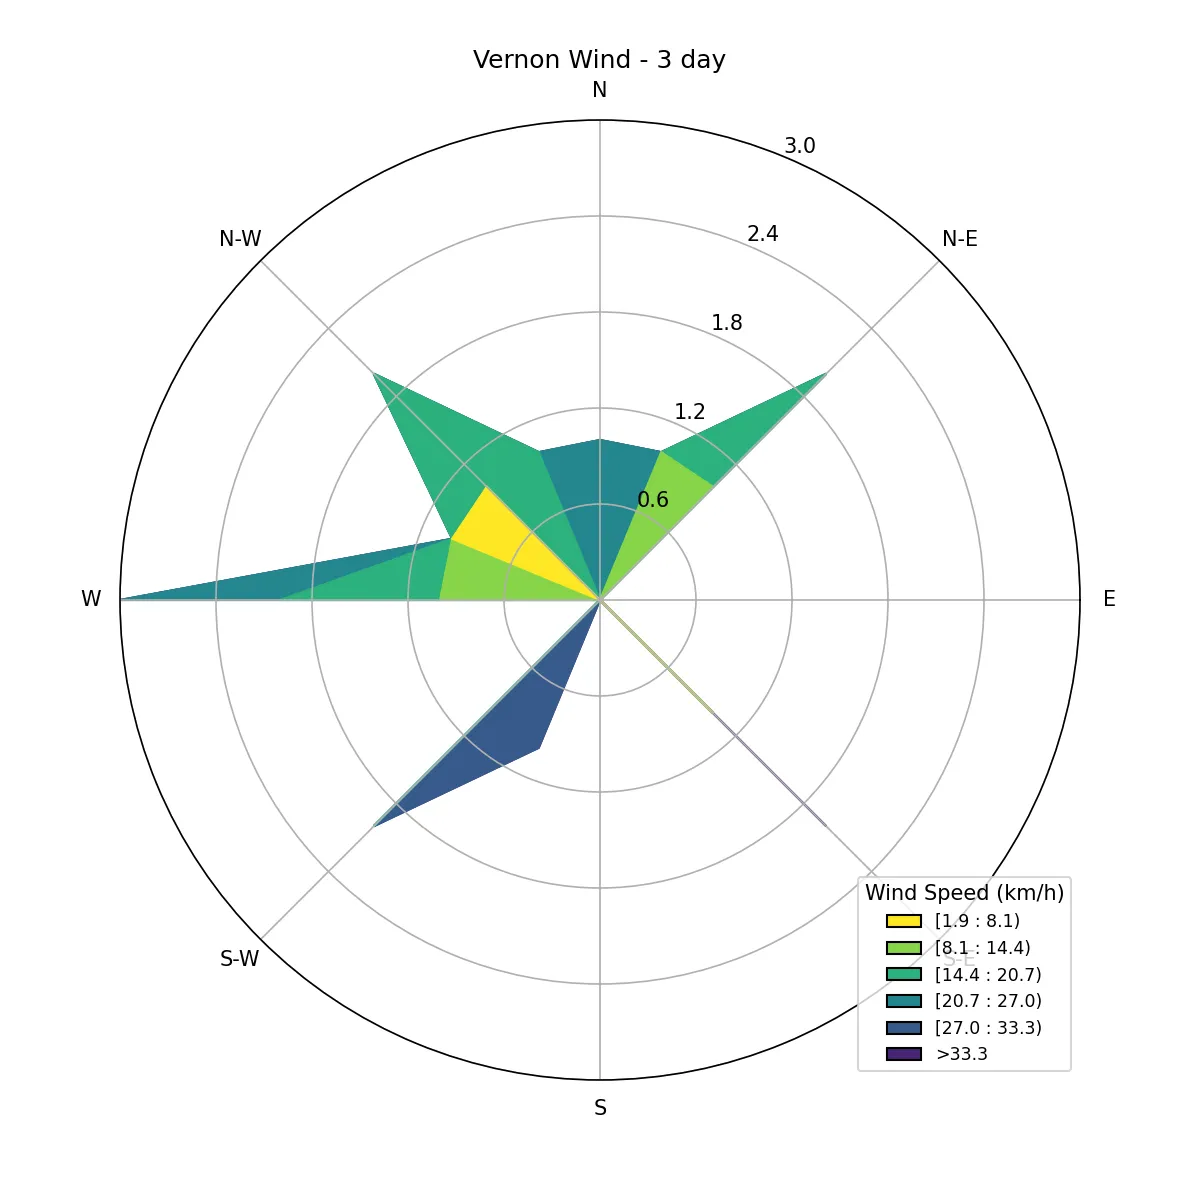 Vernon Wind - 3 day
N
3.0
N-W
2.4
N-E
1.8
1.2
0.6
W
E
S-W
S-E
S
Wind Speed (km/h)
[1.9 : 8.1)
[8.1 : 14.4)
[14.4 : 20.7)
[20.7 : 27.0)
[27.0 : 33.3)
>33.3